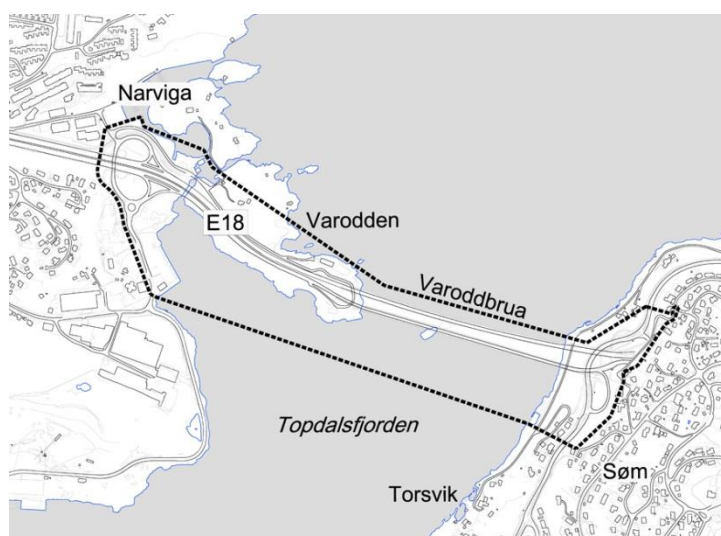 Narviga
E18
Varodden
Varoddbrua
Topdalsfjorden
Torsvik
Søm